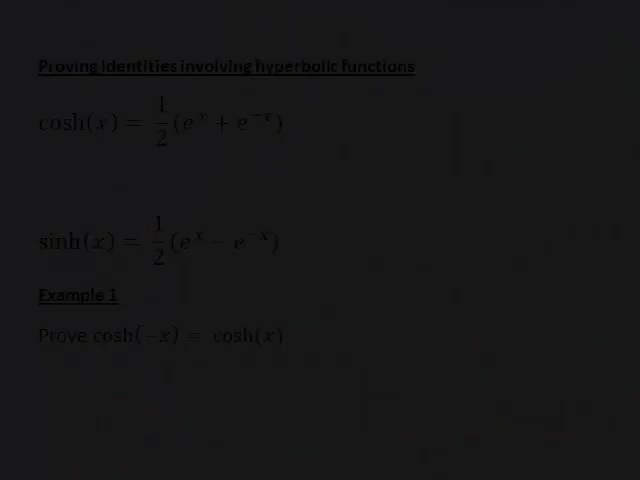 Proving Identities involving hyperbolic functions
cosh(x) = 1/2 (e^x + e^−x)
sinh(x) = 1/2 (e^x − e^−x)
Example 1
Prove cosh(−x) = cosh(x)